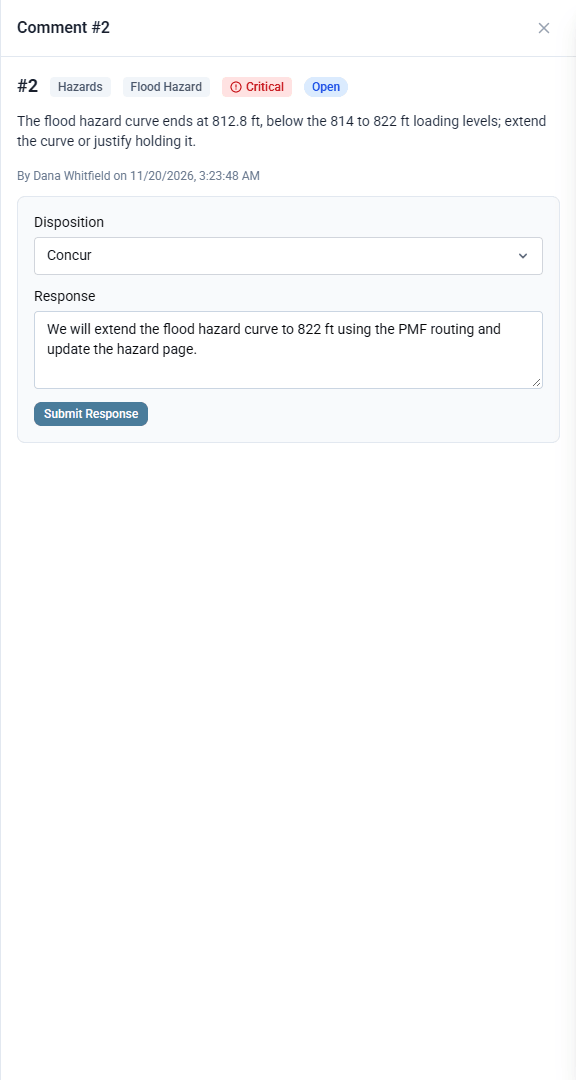 Comment #2
#2 Hazards Flood Hazard Critical Open
The flood hazard curve ends at 812.8 ft, below the 814 to 822 ft loading levels; extend
the curve or justify holding it.
By Dana Whitfield on 11/20/2026, 3:23:48 AM
Disposition
Concur
Response
We will extend the flood hazard curve to 822 ft using the PMF routing and
update the hazard page.
Submit Response